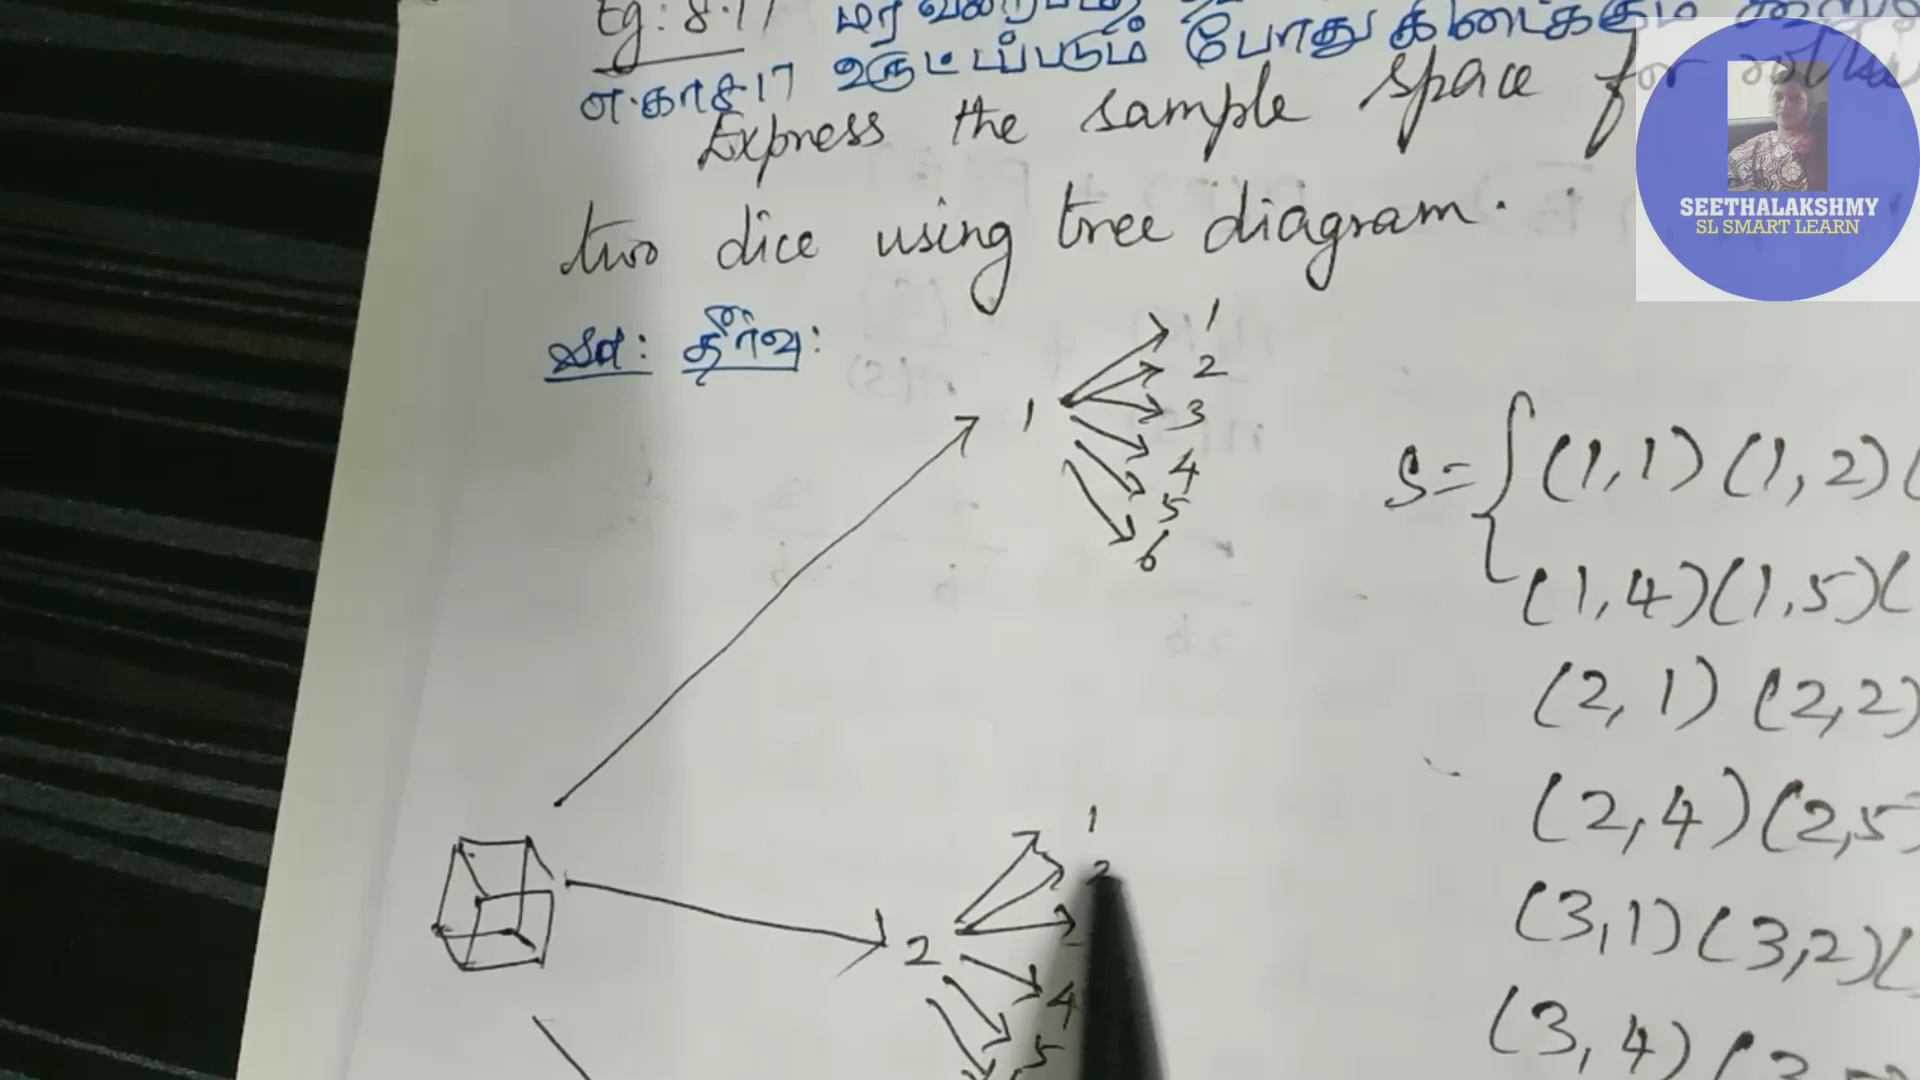 Eg: 8.17
எ.கா 8.17 உருட்டப்படும் போது கிடைக்கும்
Express the sample space for
two dice using tree diagram.
தீர்வு:
1
2
1 3
4
5
6
S = { (1,1) (1,2) (
(1,4) (1,5) (
(2,1) (2,2)
(2,4) (2,5
(3,1) (3,2) (
(3,4)
1
2
2
4
5
SEETHALAKSHMY
SL SMART LEARN